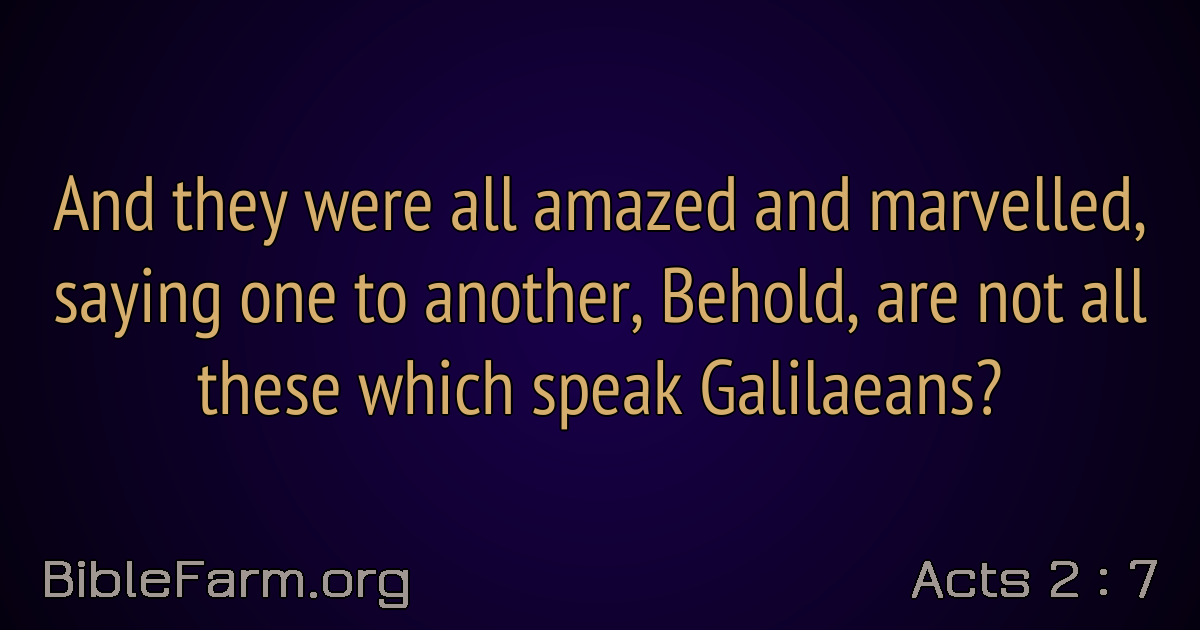 And they were all amazed and marvelled,
saying one to another, Behold, are not all
these which speak Galilaeans?
BibleFarm.org
Acts 2 : 7